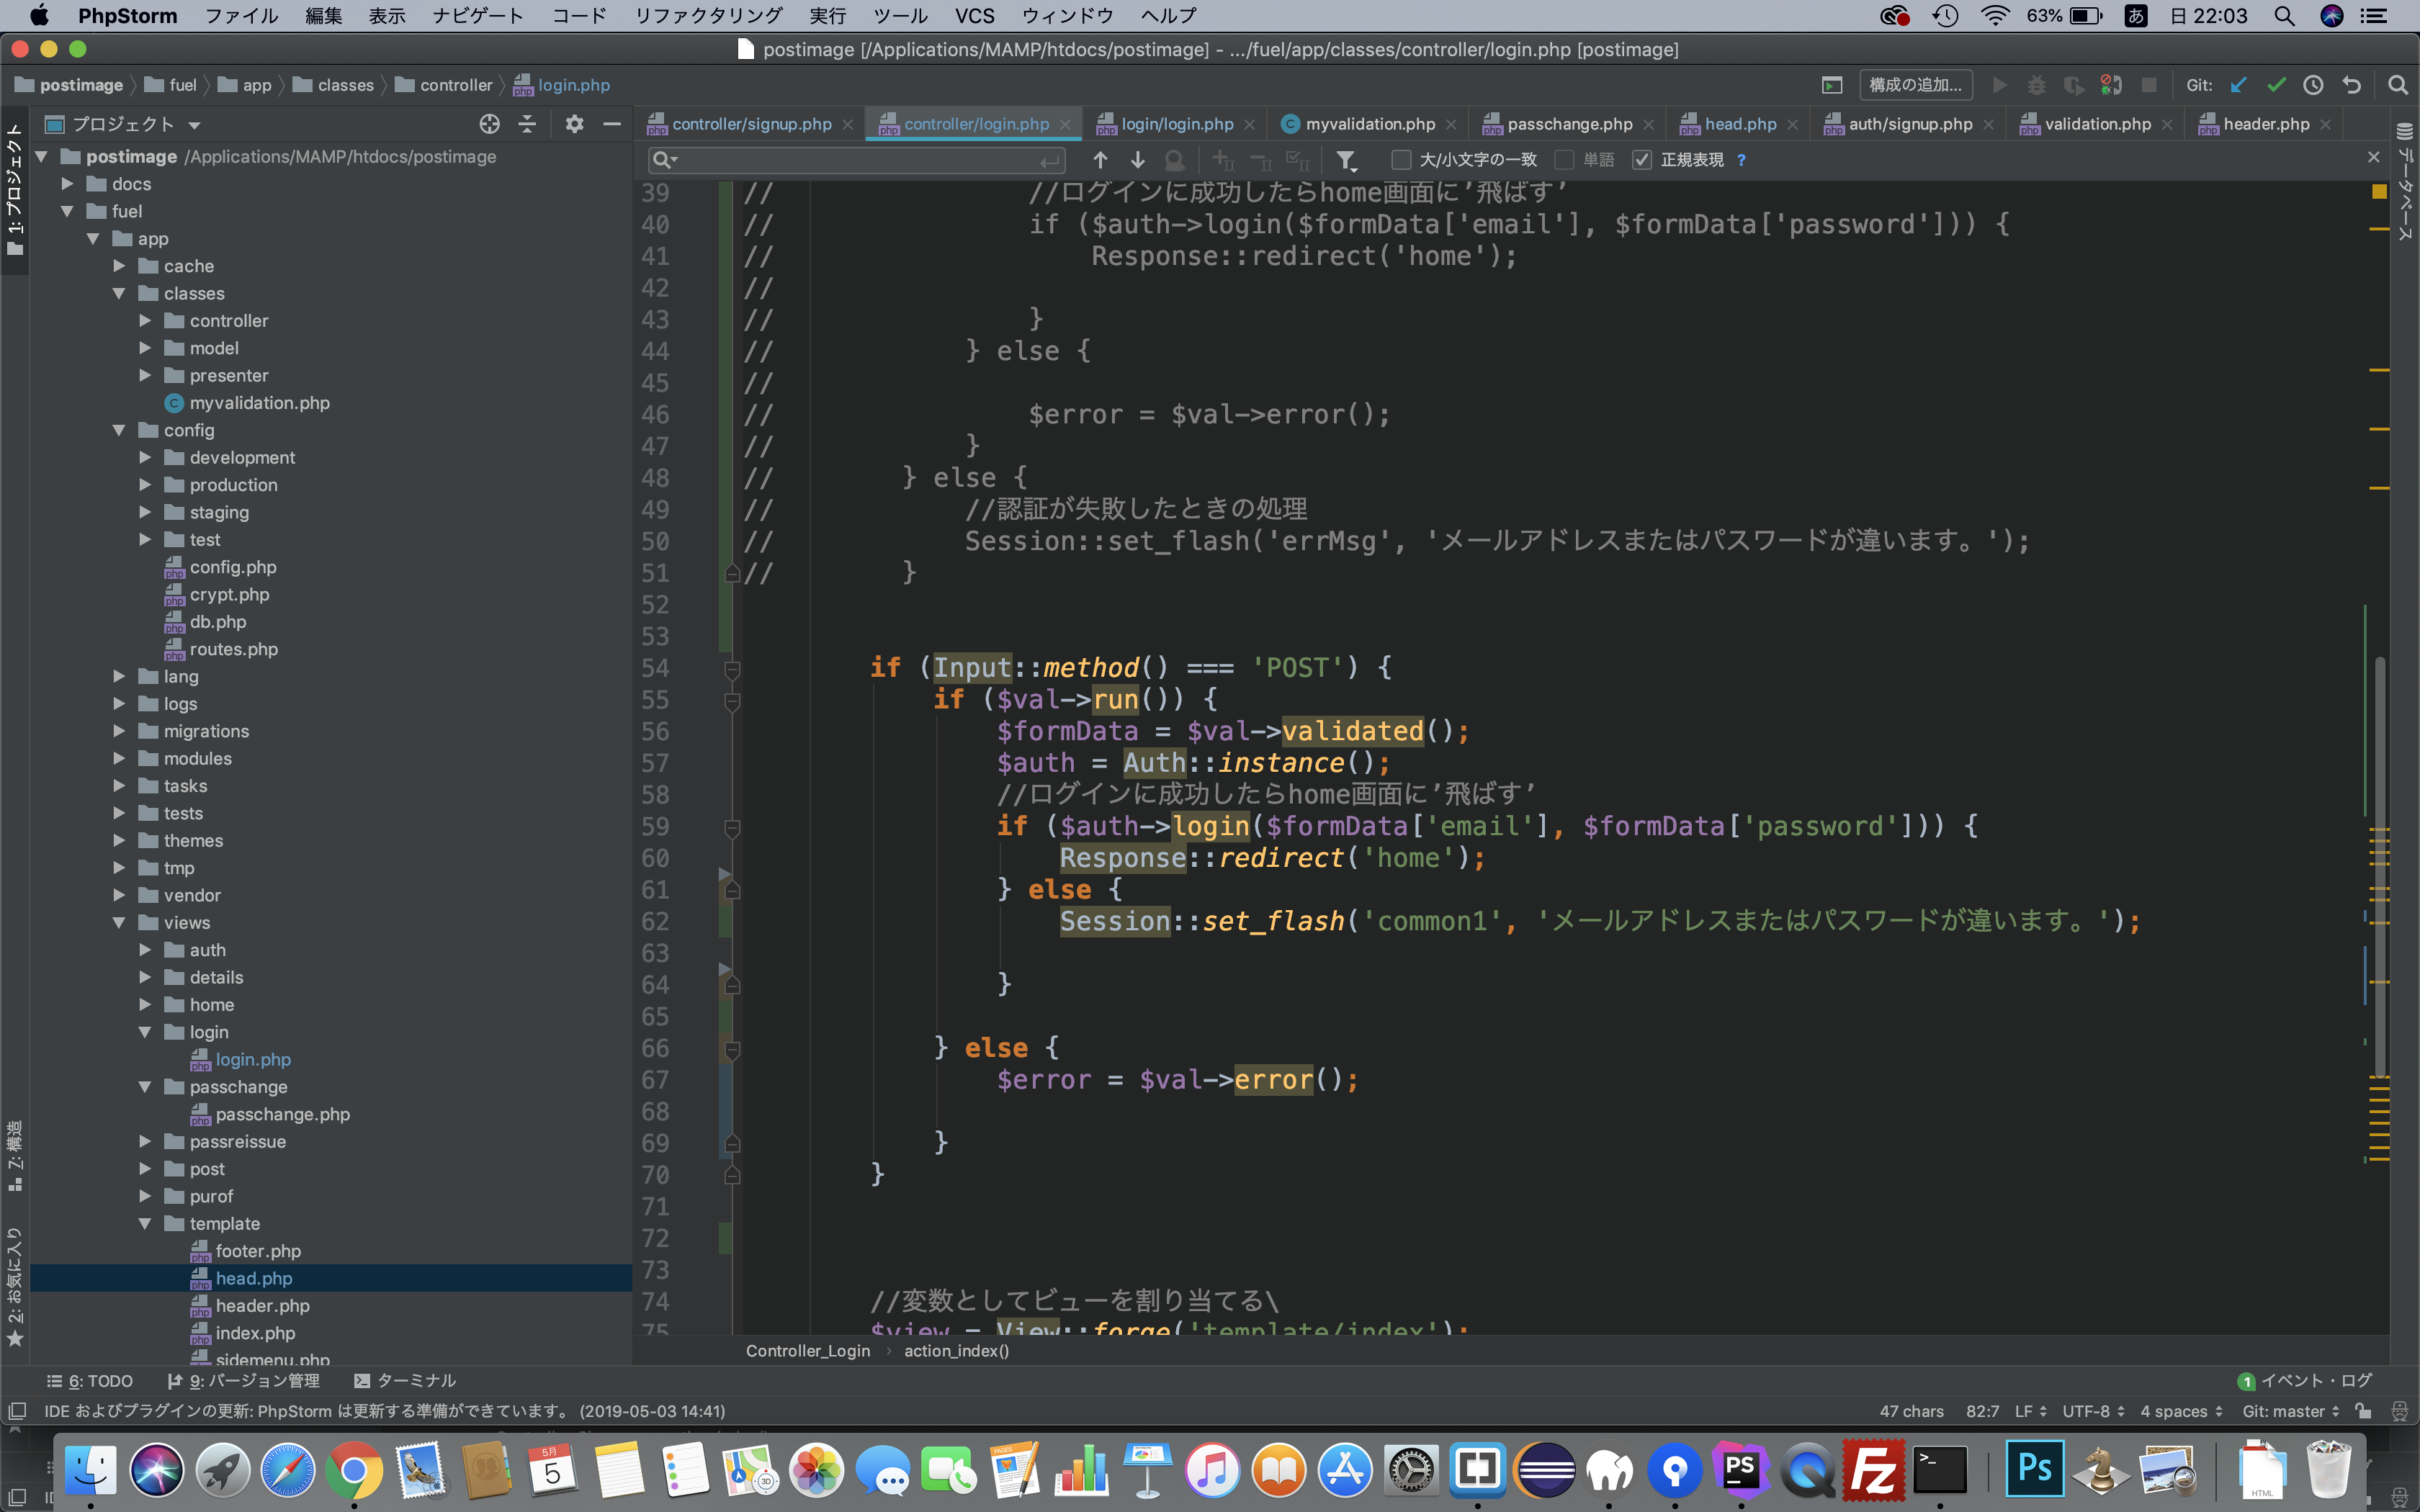 PhpStorm ファイル 編集 表示 ナビゲート コード リファクタリング 実行 ツール VCS ウィンドウ ヘルプ 63% あ 日 22:03
postimage [/Applications/MAMP/htdocs/postimage] - .../fuel/app/classes/controller/login.php [postimage]
postimage fuel app classes controller login.php 構成の追加... Git:
プロジェクト
controller/signup.php controller/login.php login/login.php myvalidation.php passchange.php head.php auth/signup.php validation.php header.php
大/小文字の一致 単語 正規表現 ?
1: プロジェクト
Z: 構造
2: お気に入り
データベース
postimage /Applications/MAMP/htdocs/postimage
docs
fuel
app
cache
classes
controller
model
presenter
myvalidation.php
config
development
production
staging
test
config.php
crypt.php
db.php
routes.php
lang
logs
migrations
modules
tasks
tests
themes
tmp
vendor
views
auth
details
home
login
login.php
passchange
passchange.php
passreissue
post
purof
template
footer.php
head.php
header.php
index.php
sidemenu.php
39 // //ログインに成功したらhome画面に’飛ばす’
40 // if ($auth->login($formData['email'], $formData['password'])) {
41 // Response::redirect('home');
42 //
43 // }
44 // } else {
45 //
46 // $error = $val->error();
47 // }
48 // } else {
49 // //認証が失敗したときの処理
50 // Session::set_flash('errMsg', 'メールアドレスまたはパスワードが違います。');
51 // }
52
53
54 if (Input::method() === 'POST') {
55 if ($val->run()) {
56 $formData = $val->validated();
57 $auth = Auth::instance();
58 //ログインに成功したらhome画面に’飛ばす’
59 if ($auth->login($formData['email'], $formData['password'])) {
60 Response::redirect('home');
61 } else {
62 Session::set_flash('common1', 'メールアドレスまたはパスワードが違います。');
63
64 }
65
66 } else {
67 $error = $val->error();
68
69 }
70 }
71
72
73
74 //変数としてビューを割り当てる\
75 $view = View::forge('template/index');
Controller_Login › action_index()
6: TODO 9: バージョン管理 ターミナル 1 イベント・ログ
IDE およびプラグインの更新: PhpStorm は更新する準備ができています。 (2019-05-03 14:41) 47 chars 82:7 LF UTF-8 4 spaces Git: master
5月
5
PAGES
3D
PS
Fz
Ps
HTML